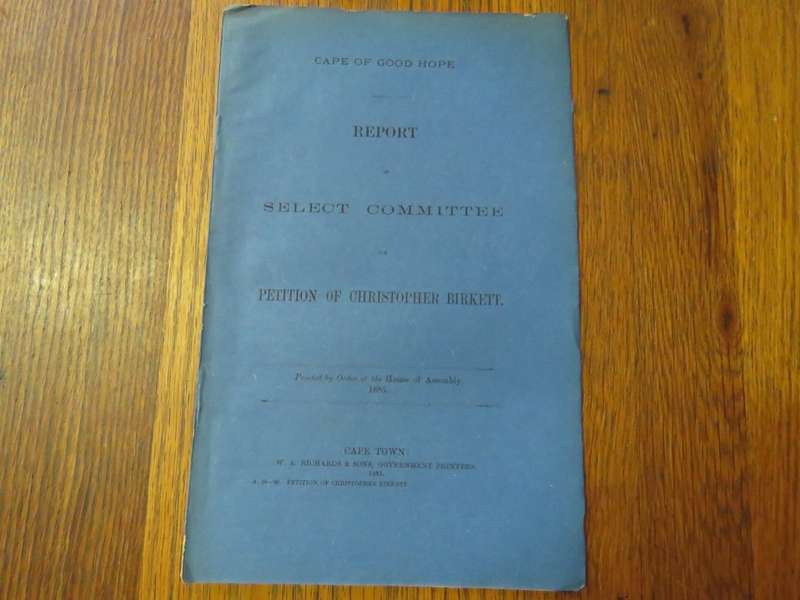 CAPE OF GOOD HOPE
REPORT
SELECT COMMITTEE
PETITION OF CHRISTOPHER BIRKETT.
Printed by Order of the House of Assembly
1885.
CAPE TOWN
W. A. RICHARDS & SONS, GOVERNMENT PRINTERS.
PETITION OF CHRISTOPHER BIRKETT